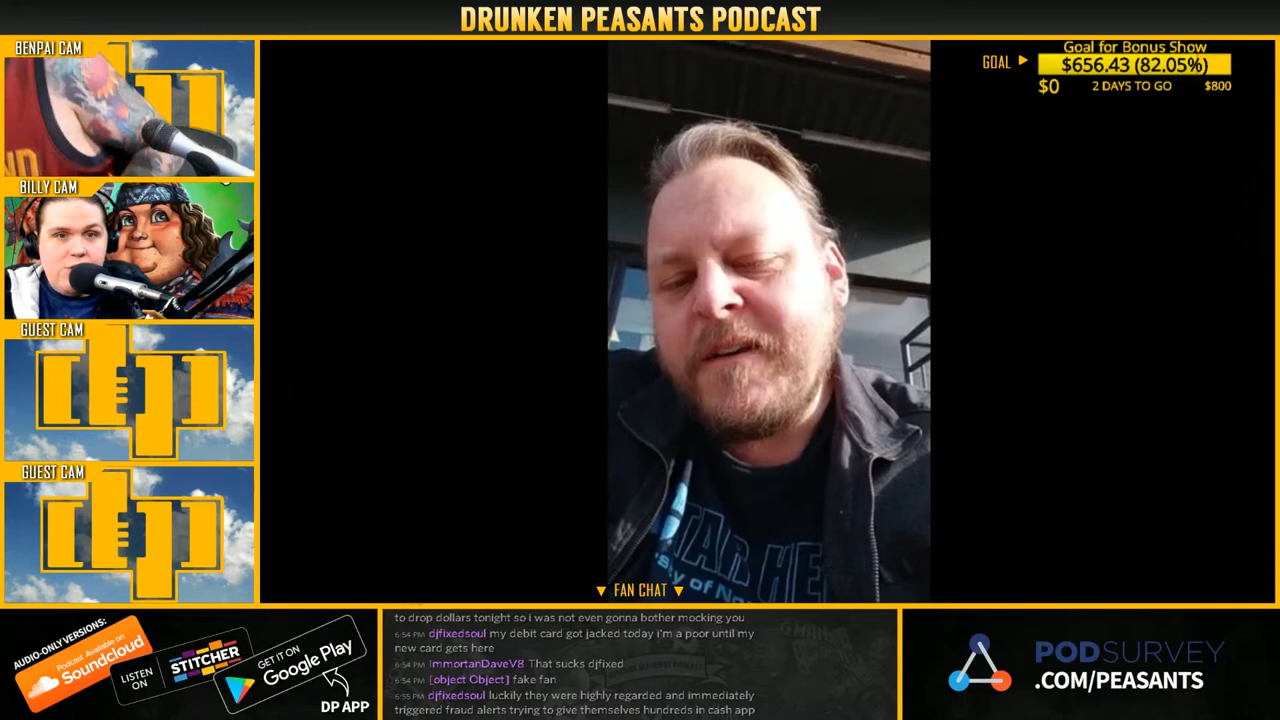 DRUNKEN PEASANTS PODCAST
BENPAI CAM
BILLY CAM
GUEST CAM
GUEST CAM
GOAL
Goal for Bonus Show
$656.43 (82.05%)
$0 2 DAYS TO GO $800
TAR HE
▼ FAN CHAT ▼
to drop dollars tonight so i was not even gonna bother mocking you
6:54 PM djfixedsoul my debit card got jacked today i'm a poor until my
new card gets here
6:54 PM ImmortanDaveV8 That sucks djfixed
6:54 PM [object Object] fake fan
6:55 PM djfixedsoul luckily they were highly regarded and immediately
triggered fraud alerts trying to give themselves hundreds in cash app
AUDIO-ONLY VERSIONS:
Podcast Available on
Soundcloud
LISTEN
ON
STITCHER
GET IT ON
Google Play
DP APP
PODSURVEY
.COM/PEASANTS